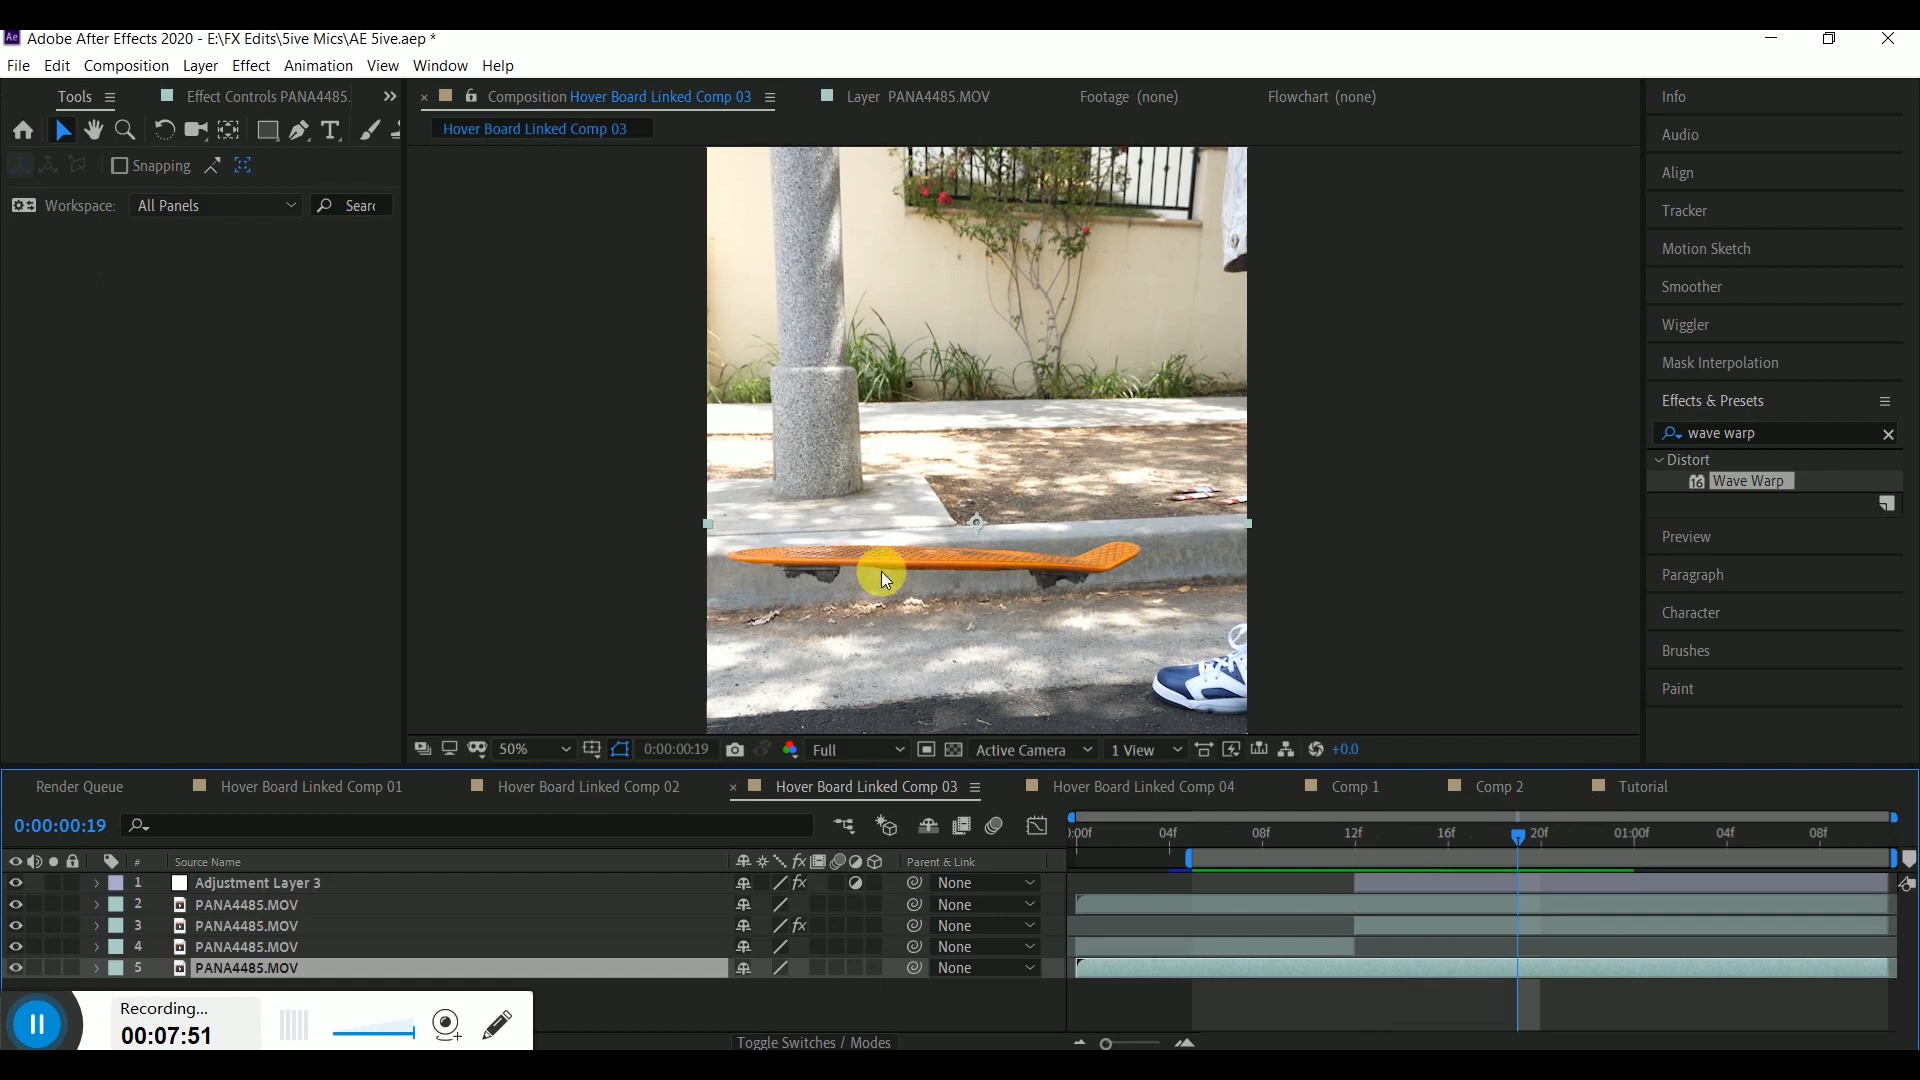 Ae Adobe After Effects 2020 - E:\FX Edits\5ive Mics\AE 5ive.aep *
File Edit Composition Layer Effect Animation View Window Help
Tools Effect Controls PANA4485.
× Composition Hover Board Linked Comp 03 Layer PANA4485.MOV Footage (none) Flowchart (none)
Hover Board Linked Comp 03
Snapping
Workspace: All Panels Searc
Info
Audio
Align
Tracker
Motion Sketch
Smoother
Wiggler
Mask Interpolation
Effects & Presets
wave warp
Distort
16 Wave Warp
Preview
Paragraph
Character
Brushes
Paint
50% 0:00:00:19 Full Active Camera 1 View +0.0
Render Queue Hover Board Linked Comp 01 Hover Board Linked Comp 02 × Hover Board Linked Comp 03 Hover Board Linked Comp 04 Comp 1 Comp 2 Tutorial
0:00:00:19
):00f 04f 08f 12f 16f 20f 01:00f 04f 08f
# Source Name fx Parent & Link
1 Adjustment Layer 3 fx None
2 PANA4485.MOV None
3 PANA4485.MOV fx None
4 PANA4485.MOV None
5 PANA4485.MOV None
Recording...
00:07:51
Toggle Switches / Modes